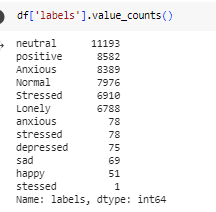 df['labels'].value_counts()
neutral 11193
positive 8582
Anxious 8389
Normal 7976
Stressed 6910
Lonely 6788
anxious 78
stressed 78
depressed 75
sad 69
happy 51
stessed 1
Name: labels, dtype: int64